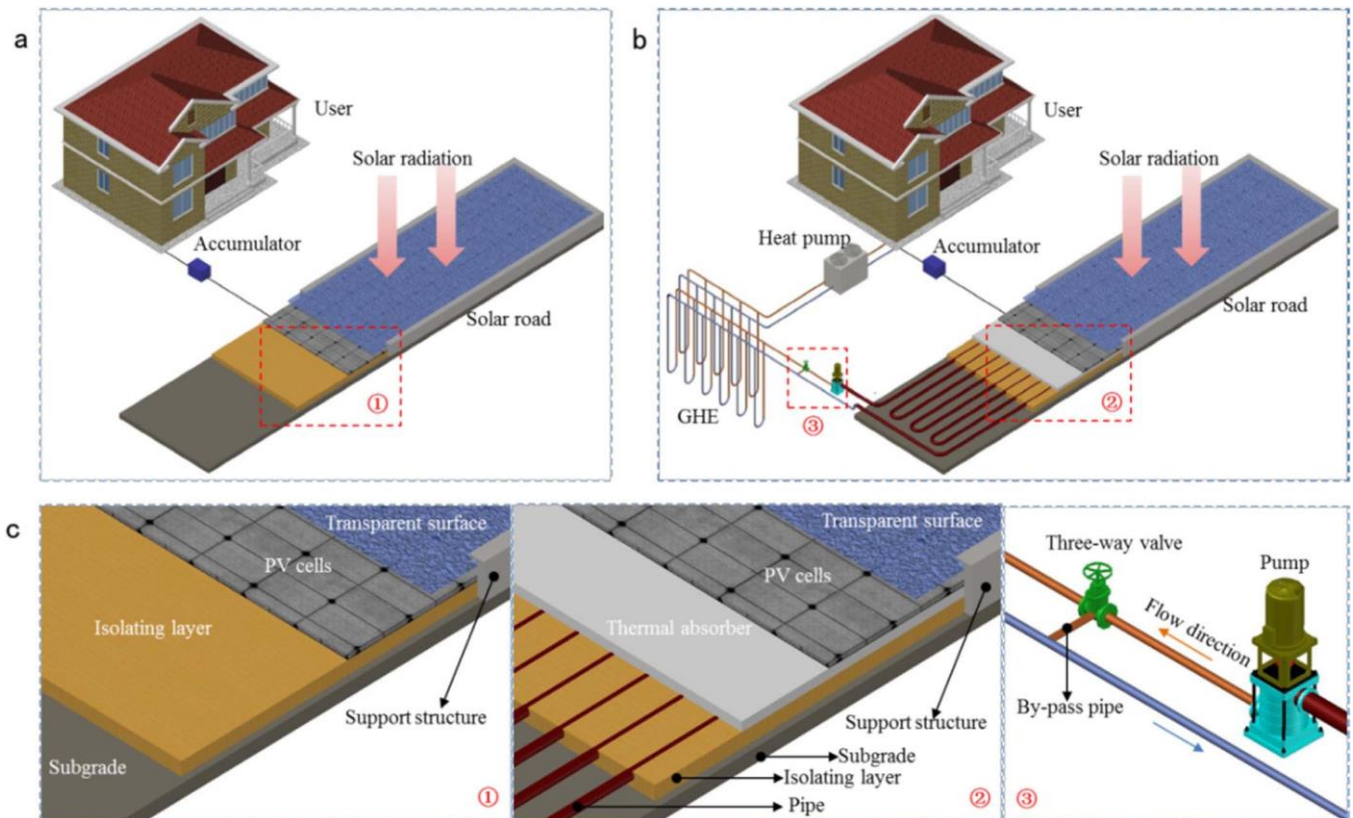 a
User
Solar radiation
Accumulator
Solar road
①
b
User
Solar radiation
Heat pump
Accumulator
Solar road
GHE
③
②
c
Transparent surface
PV cells
Isolating layer
Support structure
Subgrade
①
Transparent surface
PV cells
Thermal absorber
Support structure
Subgrade
Isolating layer
Pipe
②
Three-way valve
Pump
Flow direction
By-pass pipe
③